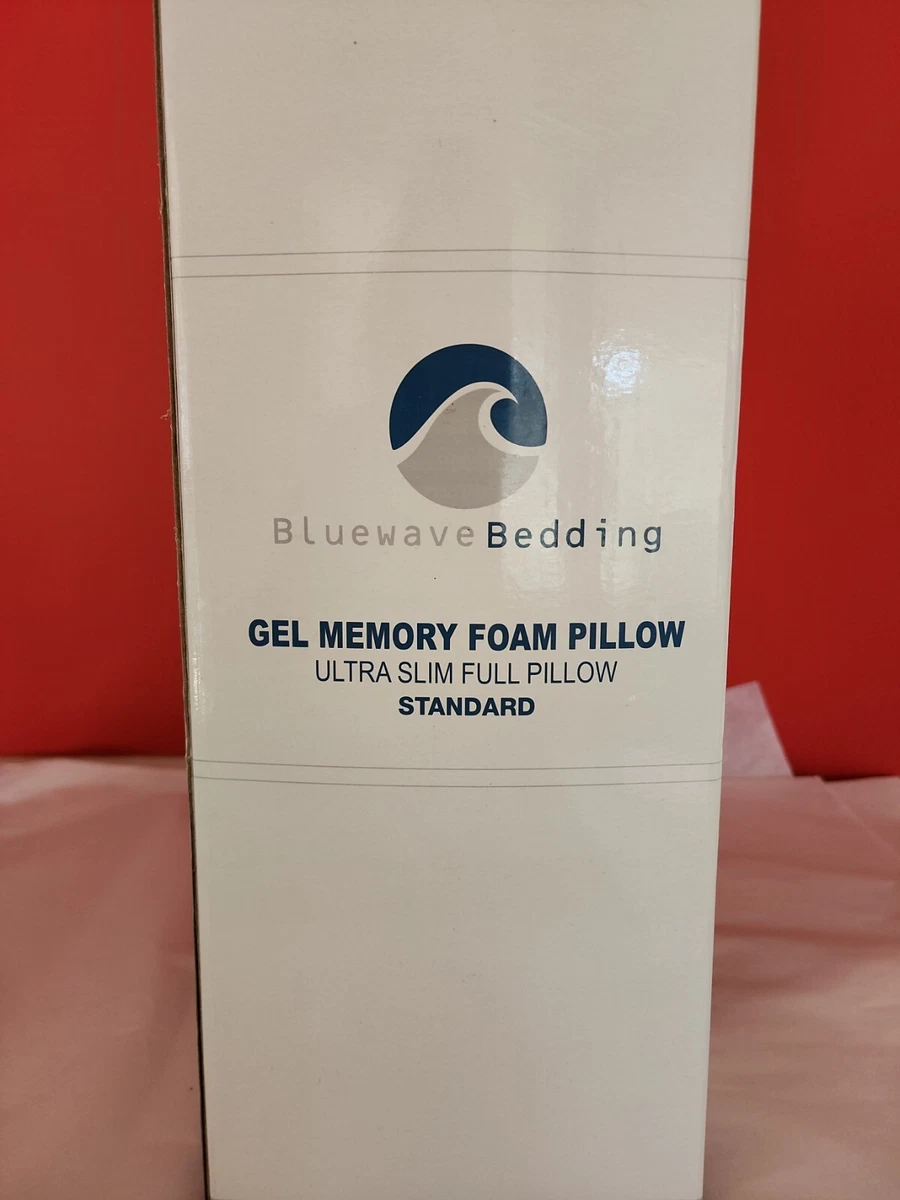 Bluewave Bedding
GEL MEMORY FOAM PILLOW
ULTRA SLIM FULL PILLOW
STANDARD